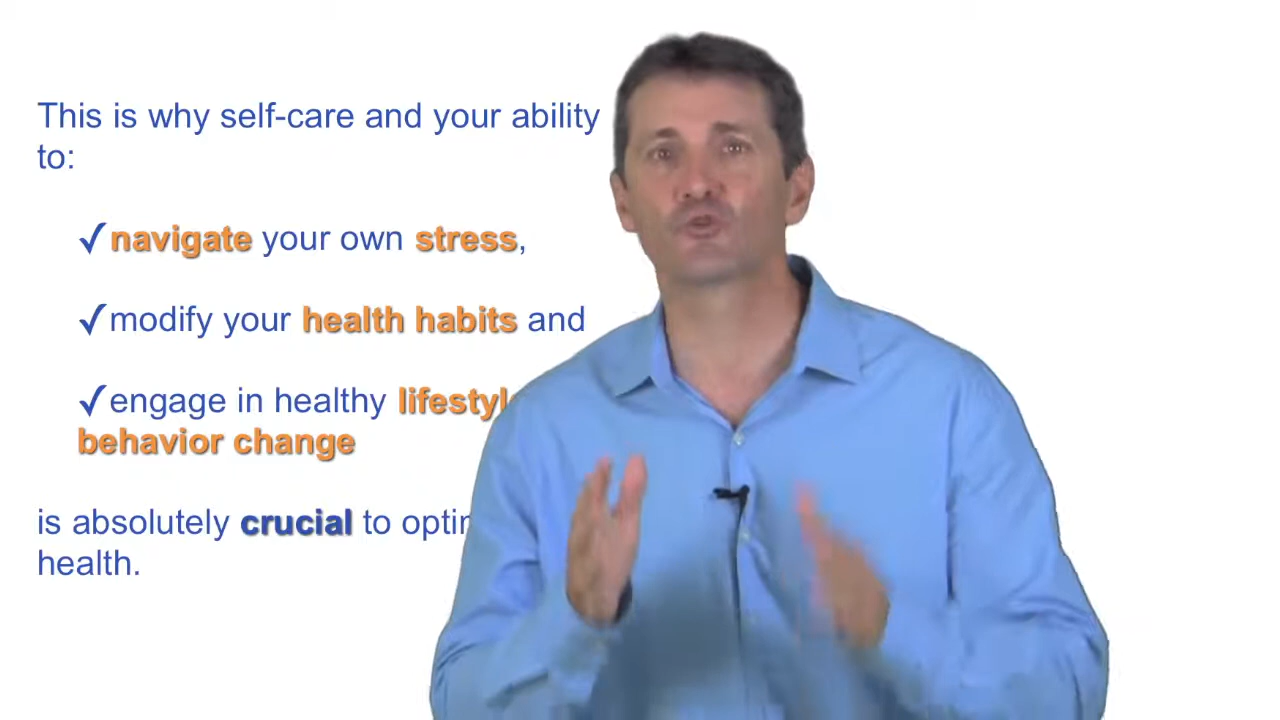 This is why self-care and your ability
to:
✓navigate your own stress,
✓modify your health habits and
✓engage in healthy
behavior change
is absolutely crucial to
health.